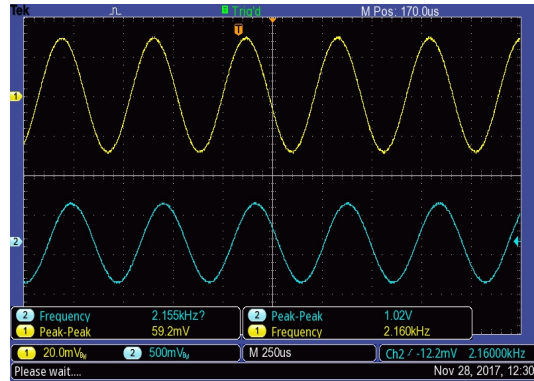 Tek Trig'd M Pos: 170.0us
T
1
2
2 Frequency 2.155kHz? 2 Peak-Peak 1.02V
1 Peak-Peak 59.2mV 1 Frequency 2.160kHz
1 20.0mVBW 2 500mVBW M 250us Ch2 / -12.2mV 2.16000kHz
Please wait.... Nov 28, 2017, 12:30